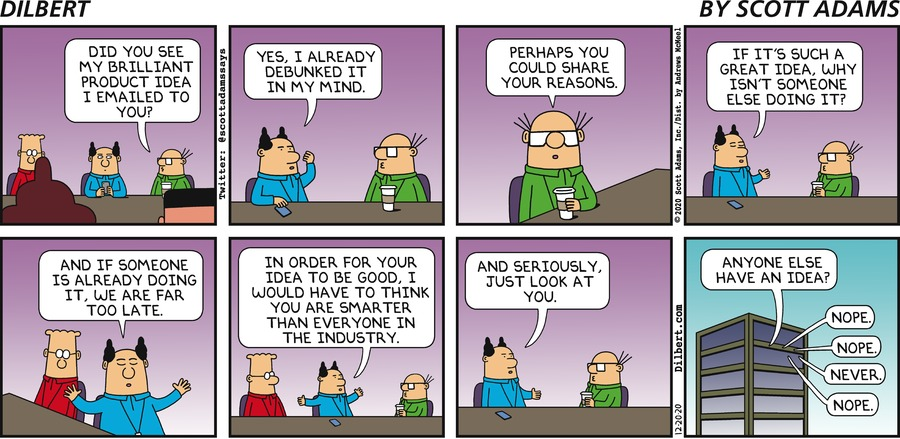 DILBERT
BY SCOTT ADAMS
DID YOU SEE
MY BRILLIANT
PRODUCT IDEA
I EMAILED TO
YOU?
Twitter: @scottadamssays
YES, I ALREADY
DEBUNKED IT
IN MY MIND.
PERHAPS YOU
COULD SHARE
YOUR REASONS.
©2020 Scott Adams, Inc./Dist. by Andrews McMeel
IF IT'S SUCH A
GREAT IDEA, WHY
ISN'T SOMEONE
ELSE DOING IT?
AND IF SOMEONE
IS ALREADY DOING
IT, WE ARE FAR
TOO LATE.
IN ORDER FOR YOUR
IDEA TO BE GOOD, I
WOULD HAVE TO THINK
YOU ARE SMARTER
THAN EVERYONE IN
THE INDUSTRY.
AND SERIOUSLY,
JUST LOOK AT
YOU.
12-20-20 Dilbert.com
ANYONE ELSE
HAVE AN IDEA?
NOPE.
NOPE.
NEVER.
NOPE.